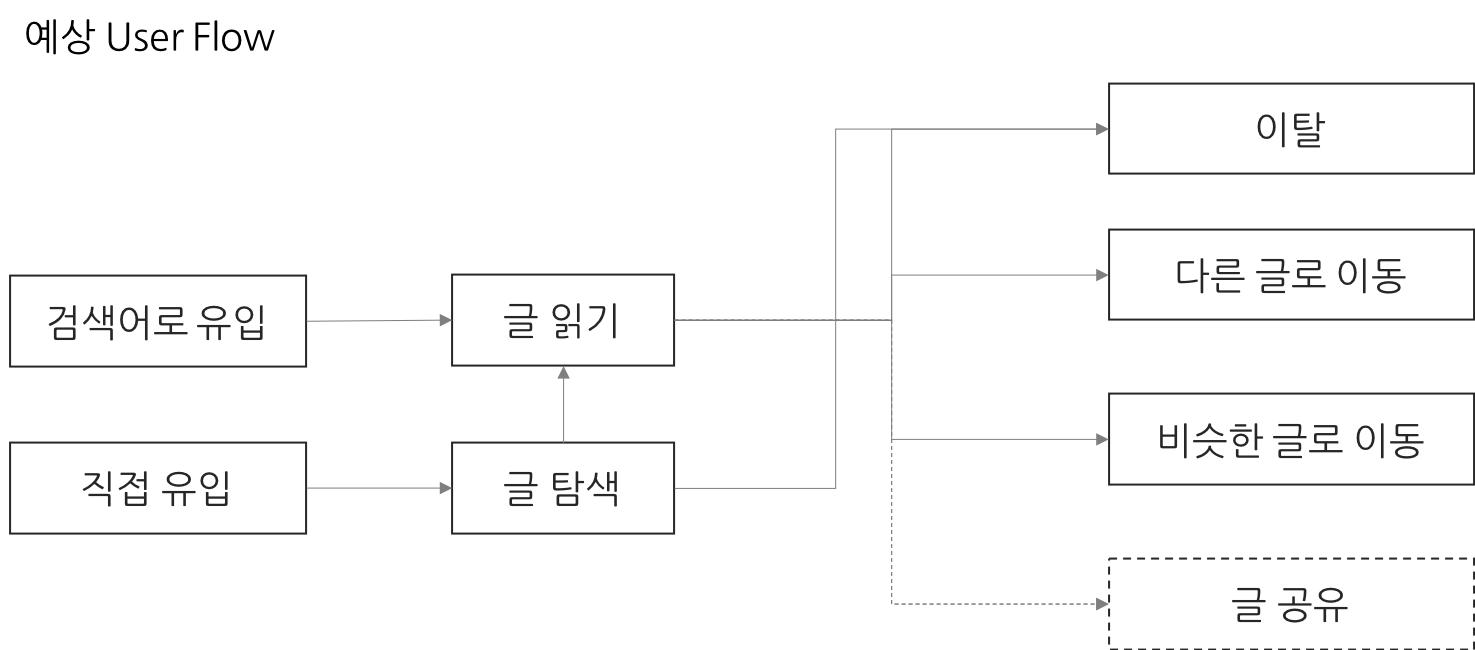 예상 User Flow
이탈
다른 글로 이동
검색어로 유입
글 읽기
비슷한 글로 이동
직접 유입
글 탐색
글 공유